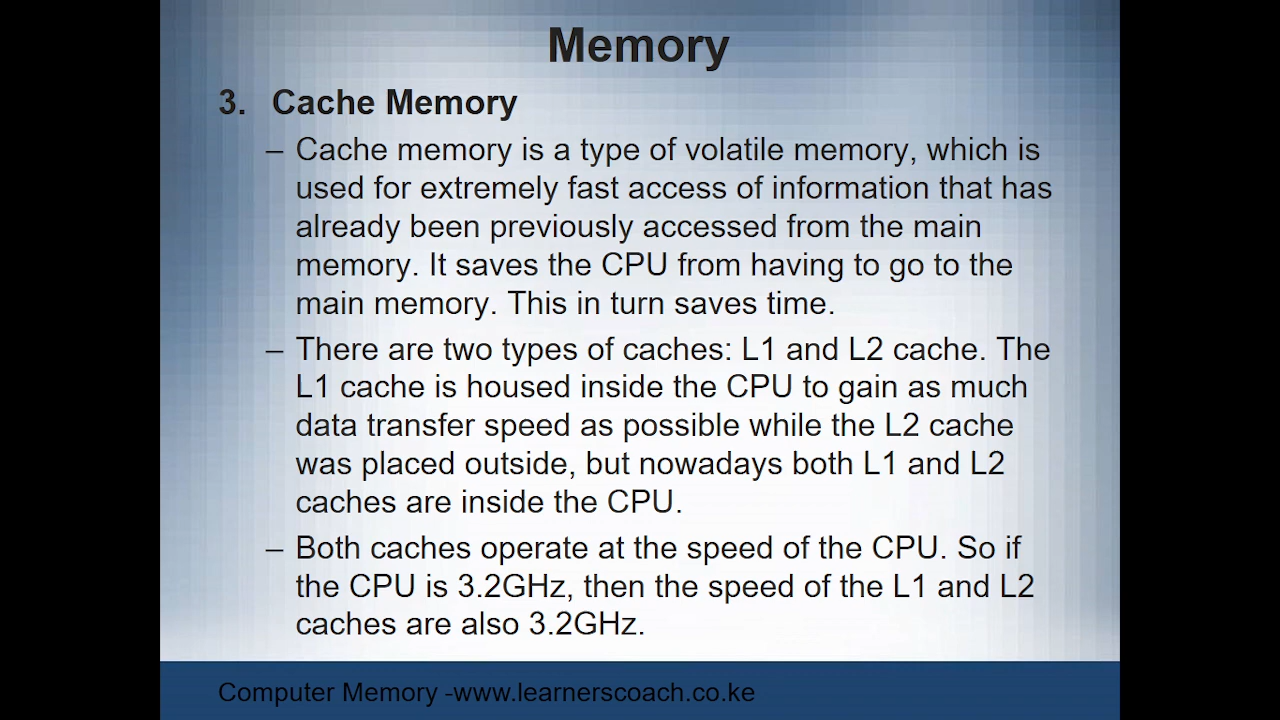 Memory
3. Cache Memory
– Cache memory is a type of volatile memory, which is
used for extremely fast access of information that has
already been previously accessed from the main
memory. It saves the CPU from having to go to the
main memory. This in turn saves time.
– There are two types of caches: L1 and L2 cache. The
L1 cache is housed inside the CPU to gain as much
data transfer speed as possible while the L2 cache
was placed outside, but nowadays both L1 and L2
caches are inside the CPU.
– Both caches operate at the speed of the CPU. So if
the CPU is 3.2GHz, then the speed of the L1 and L2
caches are also 3.2GHz.
Computer Memory -www.learnerscoach.co.ke